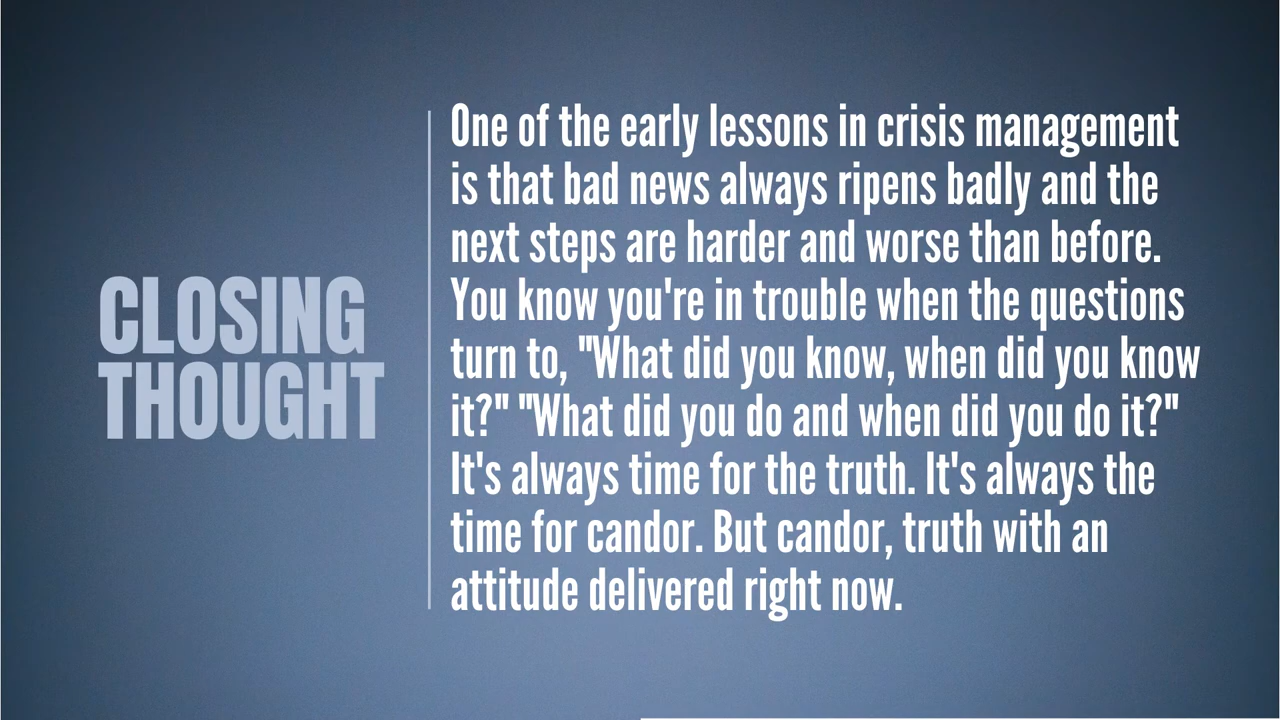 CLOSING
THOUGHT
One of the early lessons in crisis management
is that bad news always ripens badly and the
next steps are harder and worse than before.
You know you're in trouble when the questions
turn to, "What did you know, when did you know
it?" "What did you do and when did you do it?"
It's always time for the truth. It's always the
time for candor. But candor, truth with an
attitude delivered right now.